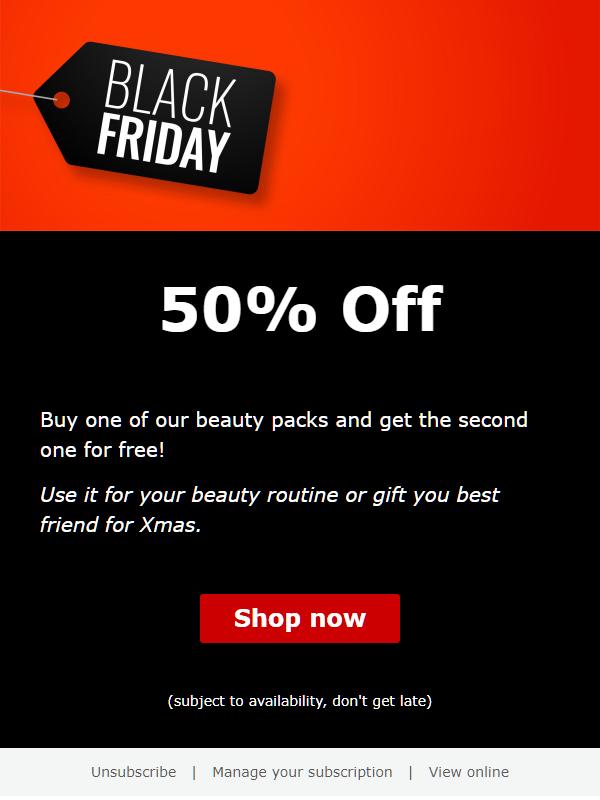 BLACK
FRIDAY
50% Off
Buy one of our beauty packs and get the second
one for free!
Use it for your beauty routine or gift you best
friend for Xmas.
Shop now
(subject to availability, don't get late)
Unsubscribe | Manage your subscription | View online